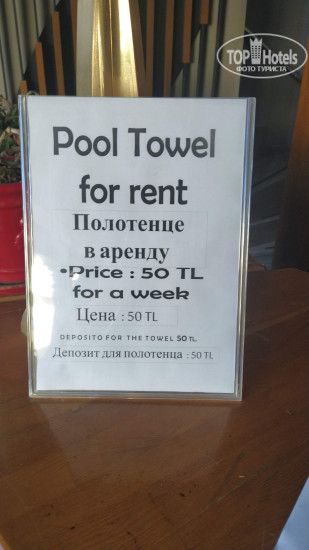 TOP Hotels
ФОТО ТУРИСТА
Pool Towel
for rent
Полотенце
в аренду
•Price : 50 TL
for a week
Цена : 50 TL
DEPOSITO FOR THE TOWEL 50 TL.
Депозит для полотенца : 50 TL